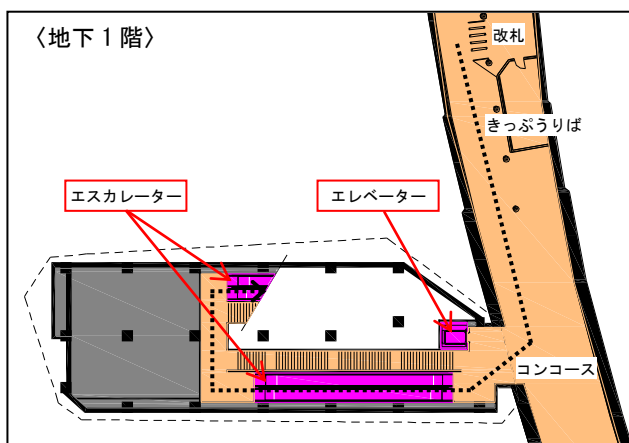 〈地下1階〉
改札
きっぷうりば
エスカレーター
エレベーター
コンコース